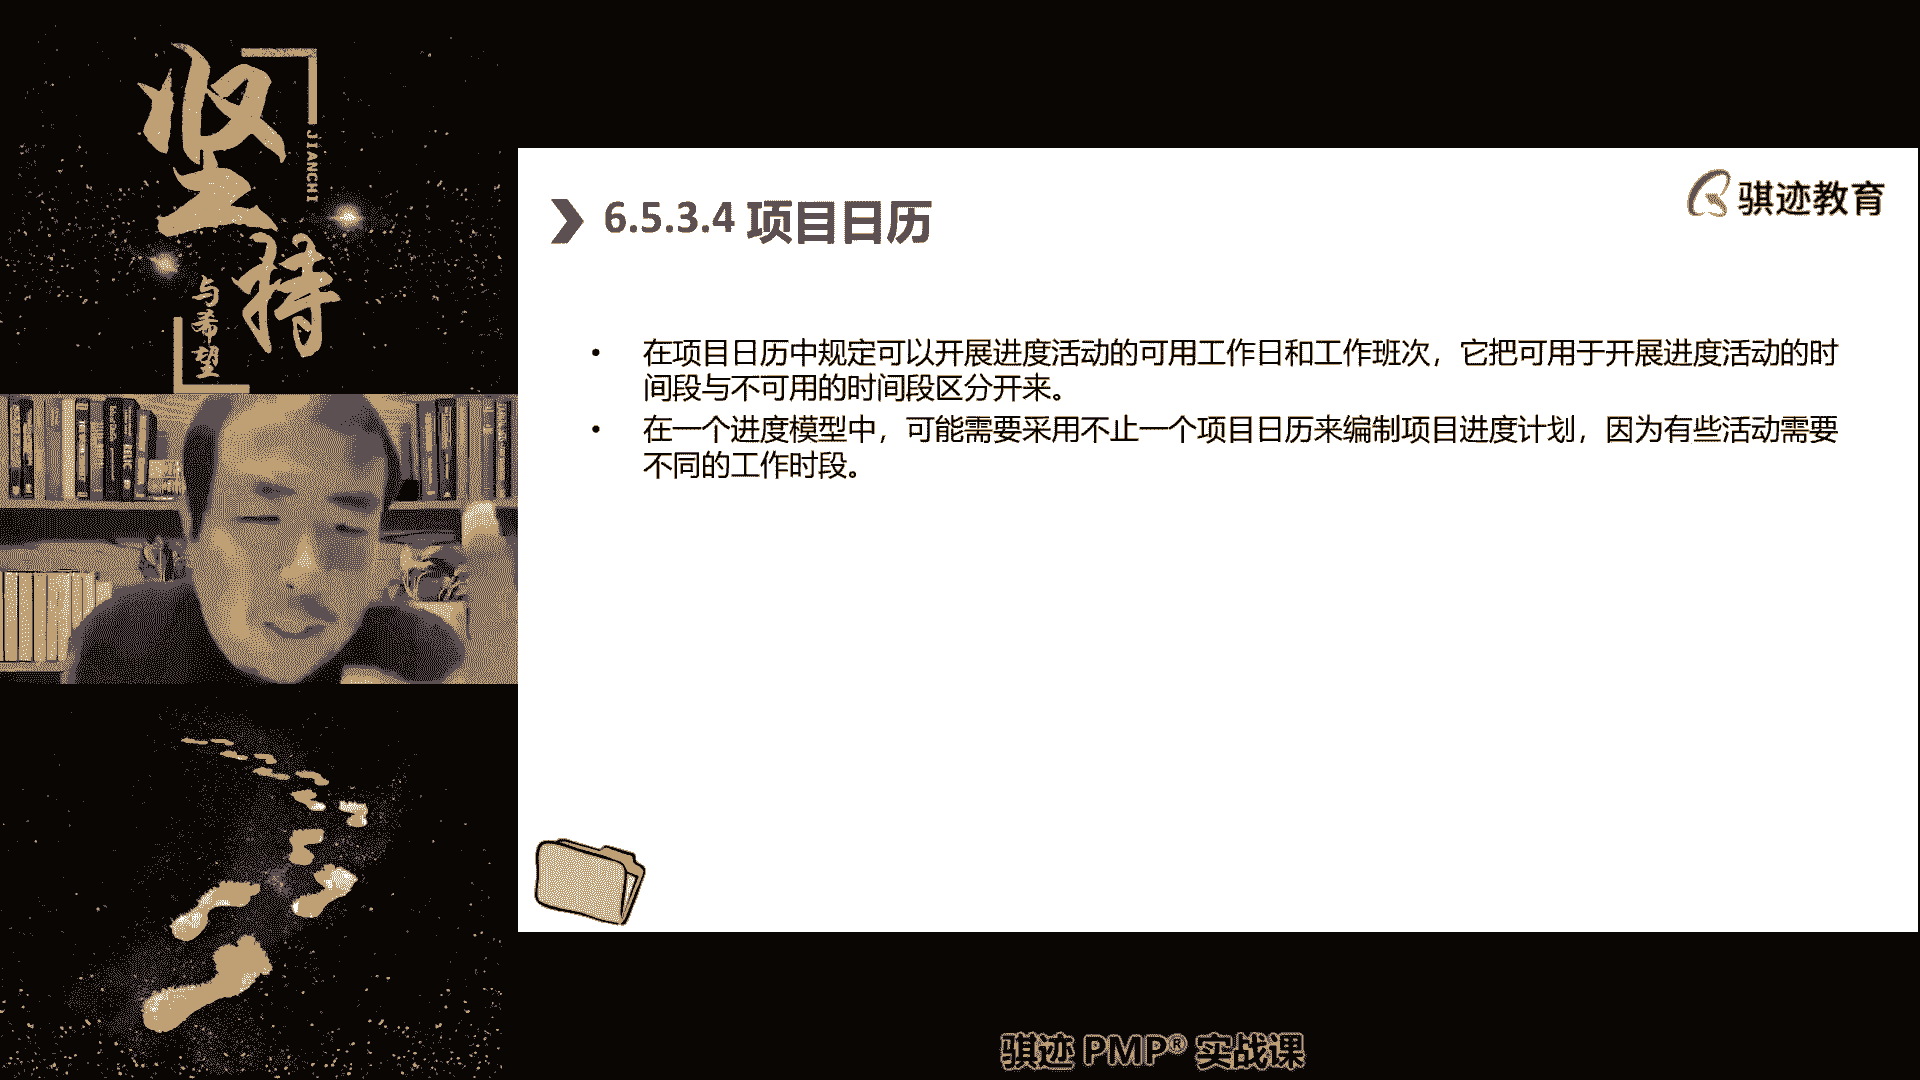 坚持
JIANCHI
与希望
6.5.3.4 项目日历
骐迹教育
• 在项目日历中规定可以开展进度活动的可用工作日和工作班次，它把可用于开展进度活动的时
间段与不可用的时间段区分开来。
• 在一个进度模型中，可能需要采用不止一个项目日历来编制项目进度计划，因为有些活动需要
不同的工作时段。
骐迹 PMP® 实战课